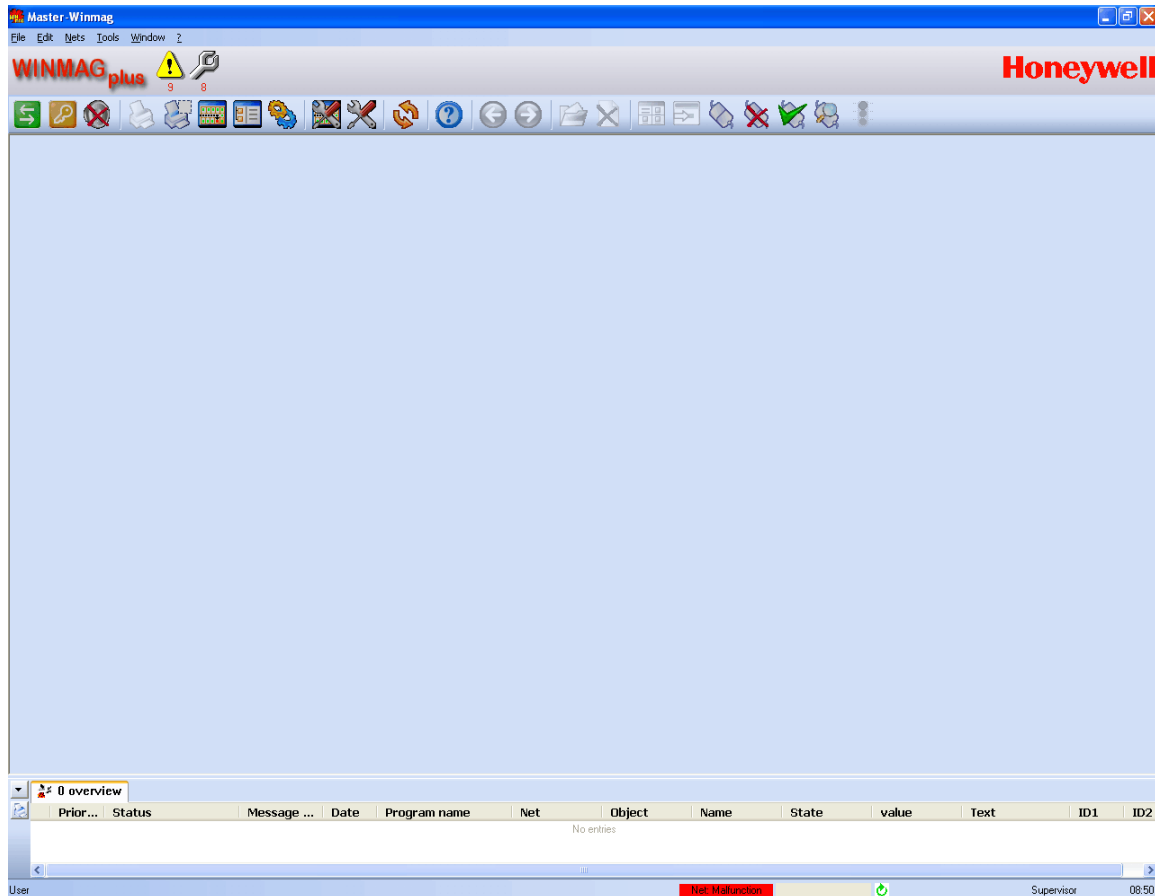 Master-Winmag
File Edit Nets Tools Window ?
WINMAG plus 9 8 Honeywell
0 overview
Prior... Status Message ... Date Program name Net Object Name State value Text ID1 ID2
No entries
User Net: Malfunction Supervisor 08:50